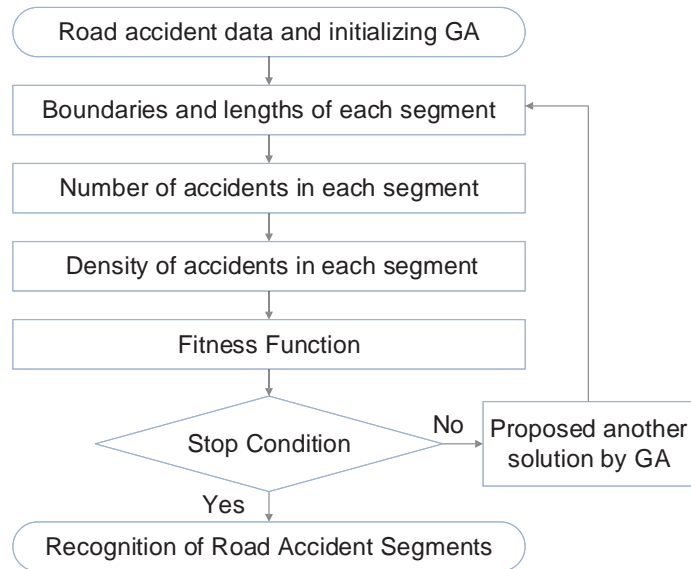 Road accident data and initializing GA
Boundaries and lengths of each segment
Number of accidents in each segment
Density of accidents in each segment
Fitness Function
Stop Condition
No
Proposed another
solution by GA
Yes
Recognition of Road Accident Segments